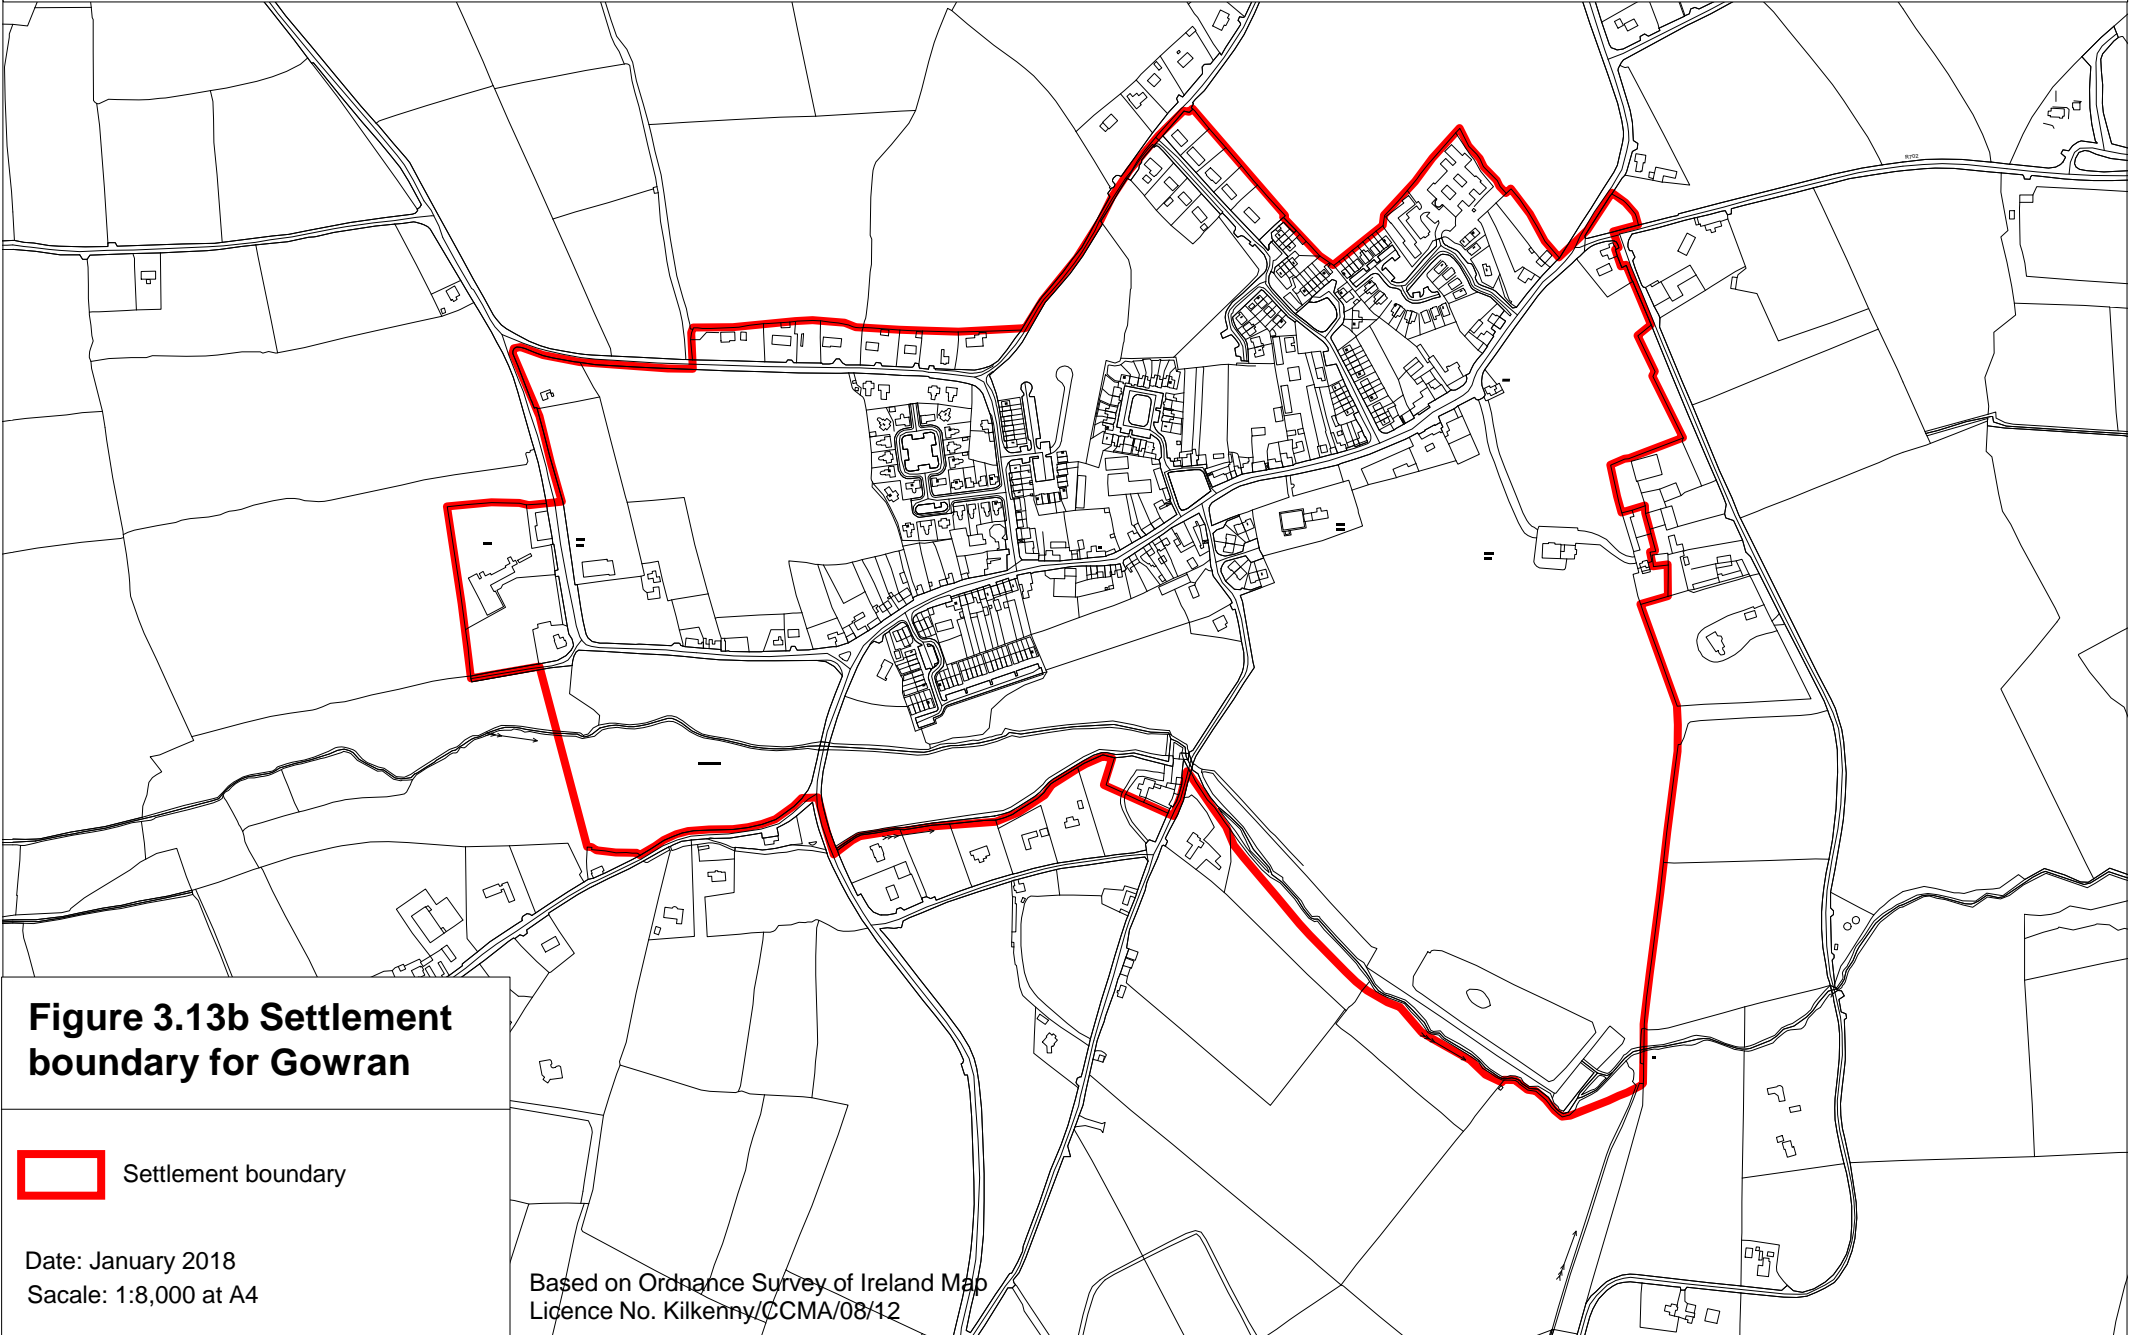 R702
Figure 3.13b Settlement
boundary for Gowran
Settlement boundary
Date: January 2018
Sacale: 1:8,000 at A4
Based on Ordnance Survey of Ireland Map
Licence No. Kilkenny/CCMA/08/12